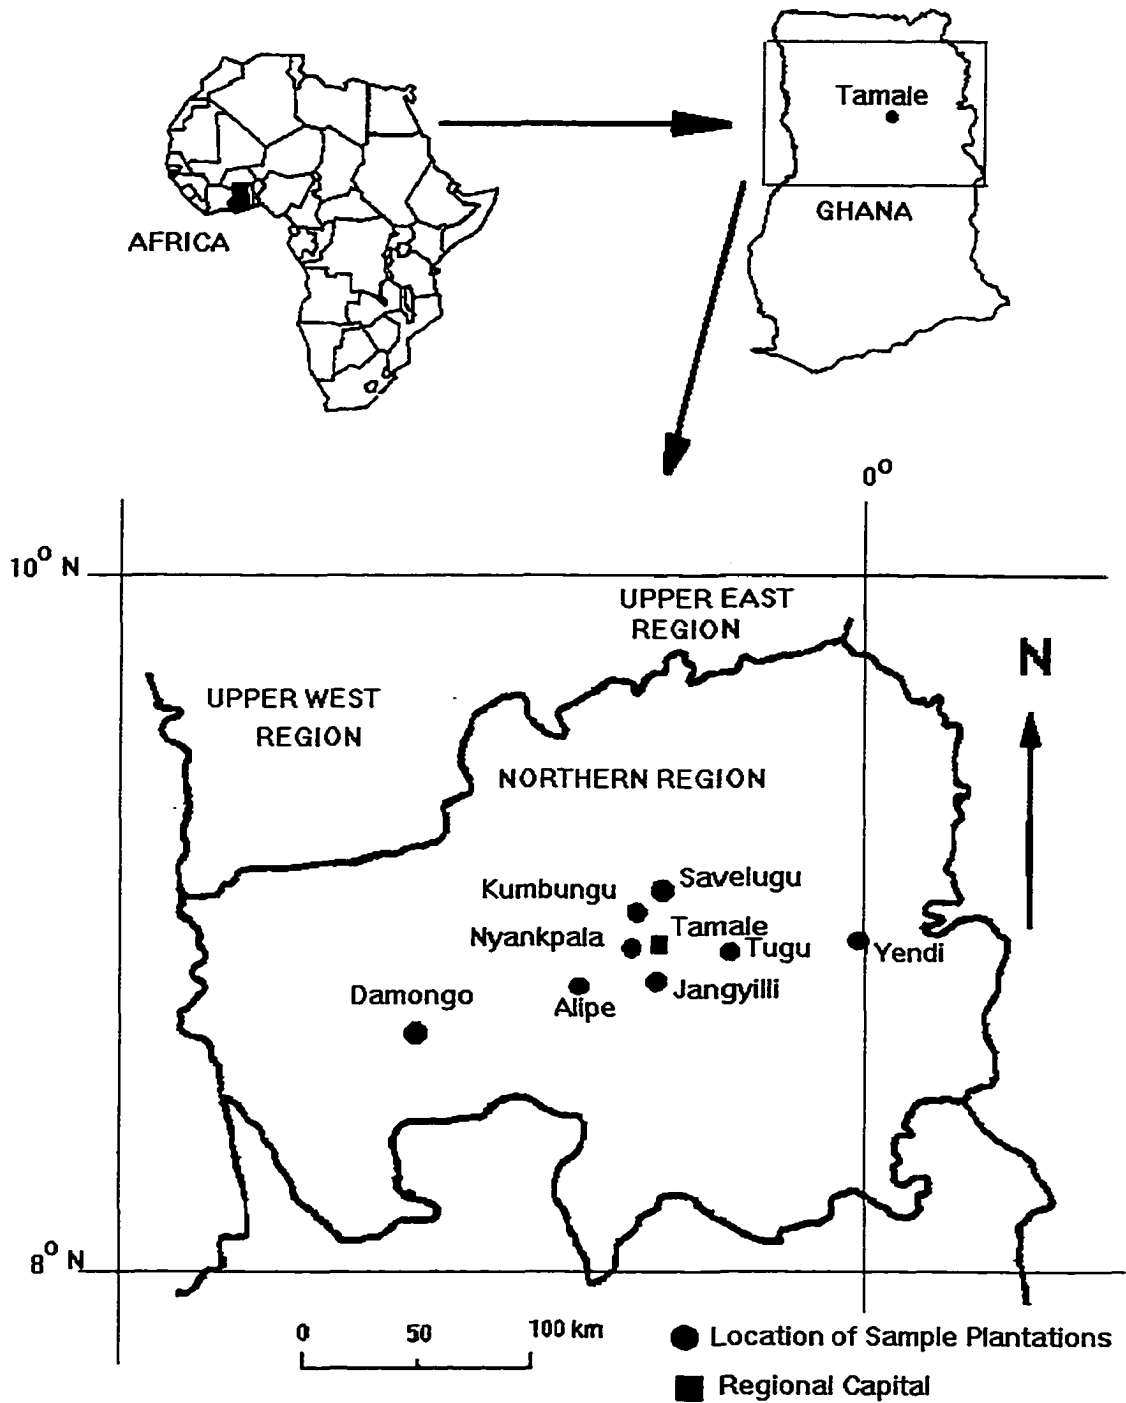 Tamale
GHANA
AFRICA
0°
10° N
UPPER EAST
REGION
N
UPPER WEST
REGION
NORTHERN REGION
Savelugu
Kumbungu
Tamale
Nyankpala
Tugu
Yendi
Jangyilli
Damongo
Alipe
8° N
0 50 100 km
Location of Sample Plantations
Regional Capital